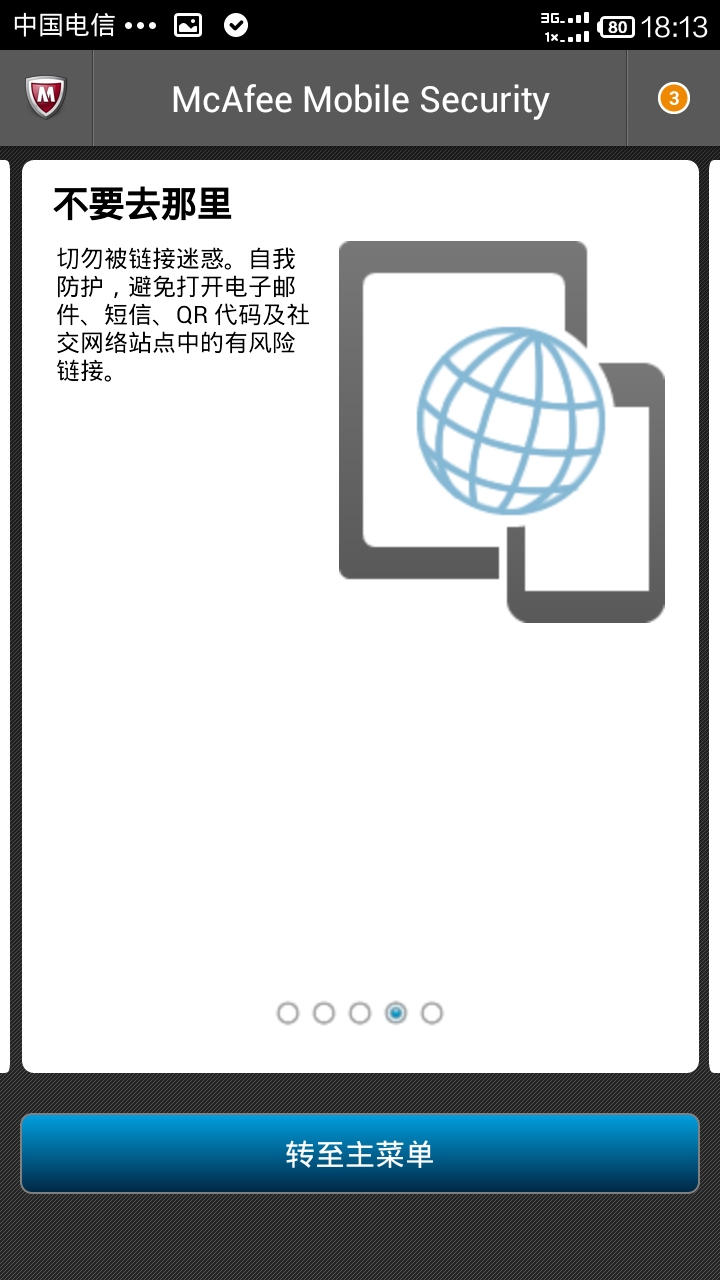 中国电信 ••• 3G 1× 80 18:13
McAfee Mobile Security 3
不要去那里
切勿被链接迷惑。自我
防护，避免打开电子邮
件、短信、QR 代码及社
交网络站点中的有风险
链接。
转至主菜单